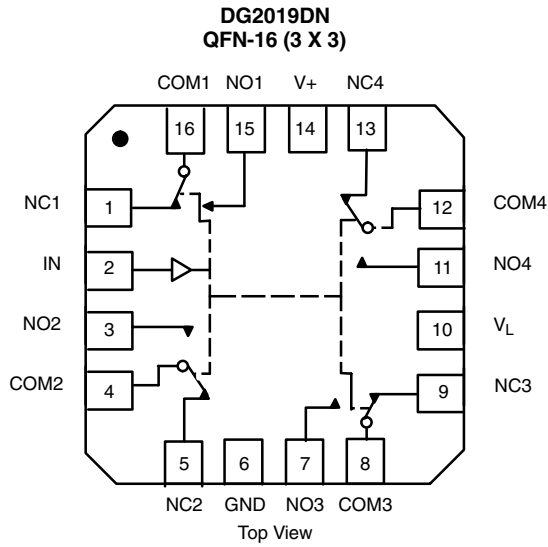 DG2019DN
QFN-16 (3 X 3)
COM1 NO1 V+ NC4
16 15 14 13
NC1 1 12 COM4
IN 2 11 NO4
NO2 3 10 VL
COM2 4 9 NC3
5 6 7 8
NC2 GND NO3 COM3
Top View